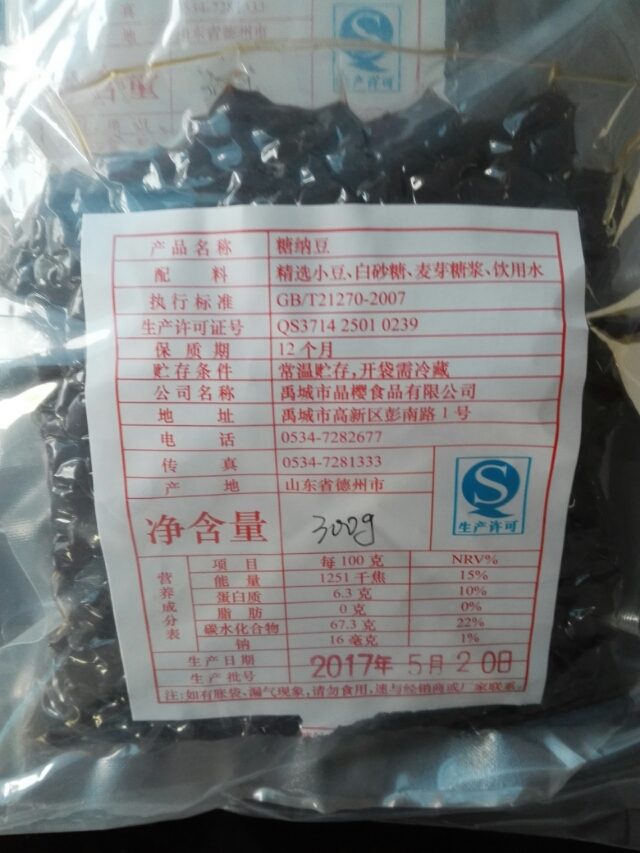 真 0534-7281333
地 山东省德州市
生产许可
产品名称 糖纳豆
配 料 精选小豆、白砂糖、麦芽糖浆、饮用水
执行标准 GB/T21270-2007
生产许可证号 QS3714 2501 0239
保质期 12个月
贮存条件 常温贮存,开袋需冷藏
公司名称 禹城市晶樱食品有限公司
地 址 禹城市高新区彭南路1号
电 话 0534-7282677
传 真 0534-7281333
产 地 山东省德州市
生产许可
净含量 300g
营养成分表
项 目 每100克 NRV%
能 量 1251千焦 15%
蛋白质 6.3克 10%
脂 肪 0克 0%
碳水化合物 67.3克 22%
钠 16毫克 1%
生产日期 2017年5月20日
生产批号
注:如有胀袋、漏气现象,请勿食用,速与经销商或厂家联系.